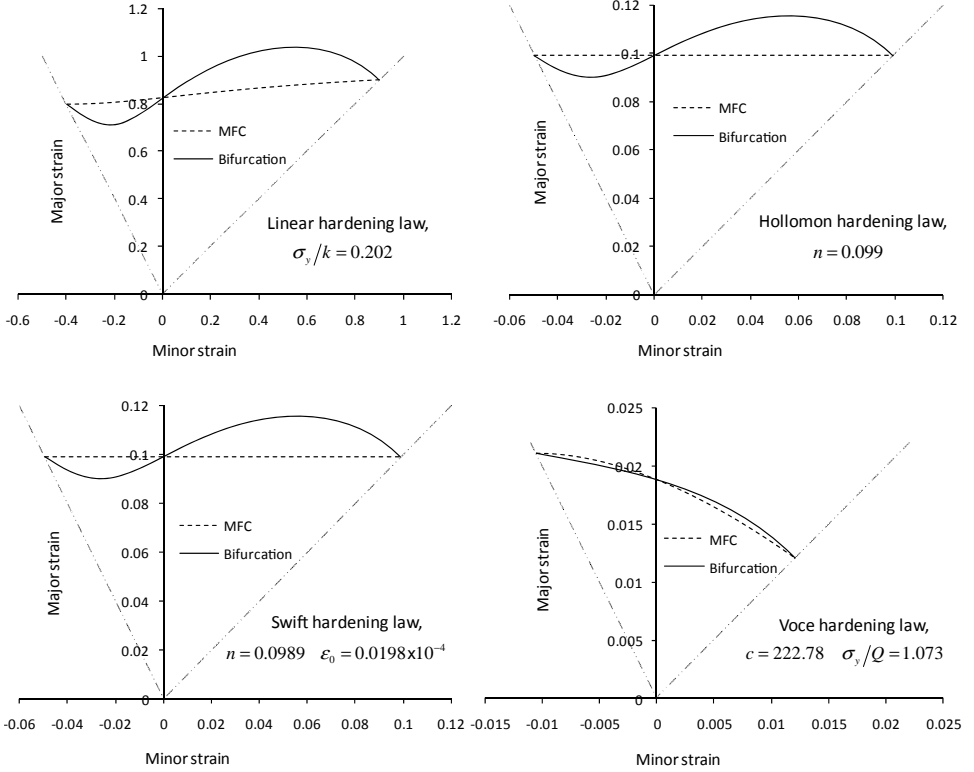 1.2
1
0.8
0.6
0.4
0.2
0
-0.6 -0.4 -0.2 0 0.2 0.4 0.6 0.8 1 1.2
Major strain
Minor strain
MFC
Bifurcation
Linear hardening law,
σy/k = 0.202
0.12
0.1
0.08
0.06
0.04
0.02
0
-0.06 -0.04 -0.02 0 0.02 0.04 0.06 0.08 0.1 0.12
Major strain
Minor strain
MFC
Bifurcation
Hollomon hardening law,
n = 0.099
0.12
0.1
0.08
0.06
0.04
0.02
0
-0.06 -0.04 -0.02 0 0.02 0.04 0.06 0.08 0.1 0.12
Major strain
Minor strain
MFC
Bifurcation
Swift hardening law,
n = 0.0989 ε₀ = 0.0198x10⁻⁴
0.025
0.02
0.015
0.01
0.005
0
-0.015 -0.01 -0.005 0 0.005 0.01 0.015 0.02 0.025
Major strain
Minor strain
MFC
Bifurcation
Voce hardening law,
c = 222.78 σy/Q = 1.073